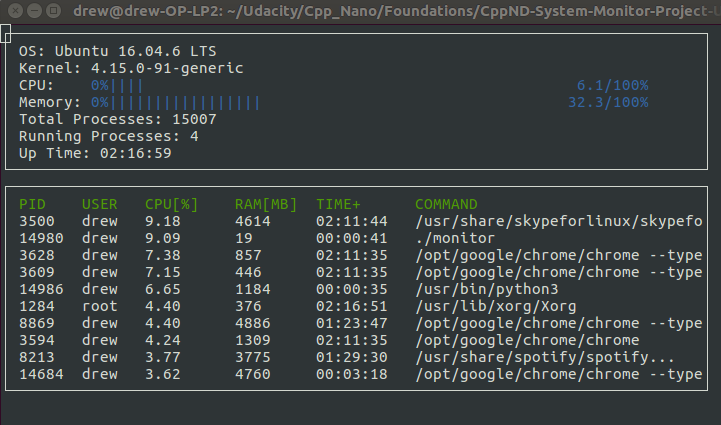 drew@drew-OP-LP2: ~/Udacity/Cpp_Nano/Foundations/CppND-System-Monitor-Project-
OS: Ubuntu 16.04.6 LTS
Kernel: 4.15.0-91-generic
CPU: 0%|||| 6.1/100%
Memory: 0%||||||||||||||||| 32.3/100%
Total Processes: 15007
Running Processes: 4
Up Time: 02:16:59
PID USER CPU[%] RAM[MB] TIME+ COMMAND
3500 drew 9.18 4614 02:11:44 /usr/share/skypeforlinux/skypefo
14980 drew 9.09 19 00:00:41 ./monitor
3628 drew 7.38 857 02:11:35 /opt/google/chrome/chrome --type
3609 drew 7.15 446 02:11:35 /opt/google/chrome/chrome --type
14986 drew 6.65 1184 00:00:35 /usr/bin/python3
1284 root 4.40 376 02:16:51 /usr/lib/xorg/Xorg
8869 drew 4.40 4886 01:23:47 /opt/google/chrome/chrome --type
3594 drew 4.24 1309 02:11:35 /opt/google/chrome/chrome
8213 drew 3.77 3775 01:29:30 /usr/share/spotify/spotify...
14684 drew 3.62 4760 00:03:18 /opt/google/chrome/chrome --type